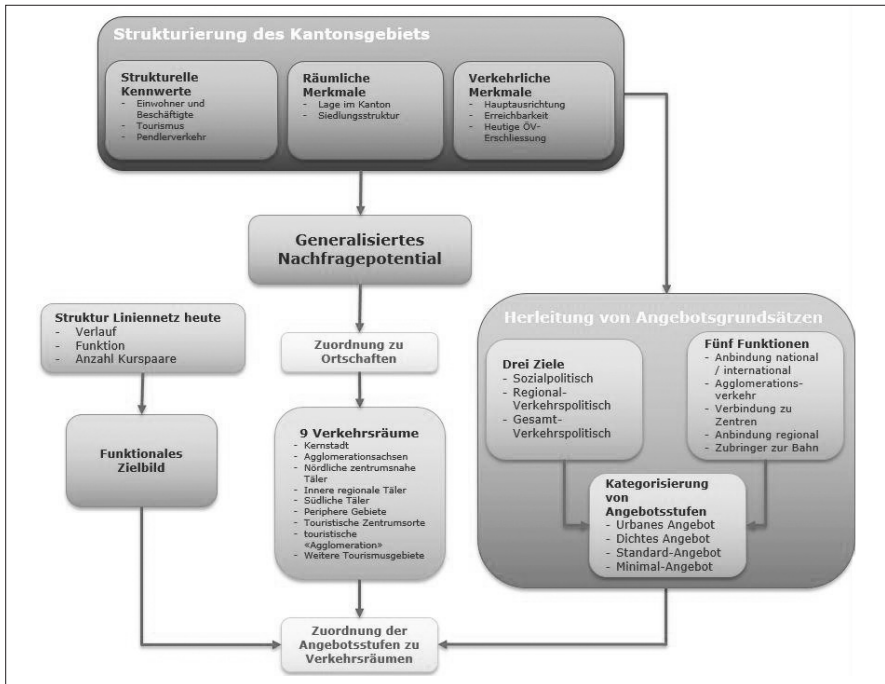 Strukturierung des Kantonsgebiets
Strukturelle
Kennwerte
- Einwohner und
Beschäftigte
- Tourismus
- Pendlerverkehr
Räumliche
Merkmale
- Lage im Kanton
- Siedlungsstruktur
Verkehrliche
Merkmale
- Hauptausrichtung
- Erreichbarkeit
- Heutige ÖV-
Erschliessung
Generalisiertes
Nachfragepotential
Struktur Liniennetz heute
- Verlauf
- Funktion
- Anzahl Kurspaare
Funktionales
Zielbild
Zuordnung zu
Ortschaften
9 Verkehrsräume
- Kernstadt
- Agglomerationsachsen
- Nördliche zentrumsnahe
Täler
- Innere regionale Täler
- Südliche Täler
- Periphere Gebiete
- Touristische Zentrumsorte
- touristische
«Agglomeration»
- Weitere Tourismusgebiete
Herleitung von Angebotsgrundsätzen
Drei Ziele
- Sozialpolitisch
- Regional-
Verkehrspolitisch
- Gesamt-
Verkehrspolitisch
Fünf Funktionen
- Anbindung national
/ international
- Agglomerations-
verkehr
- Verbindung zu
Zentren
- Anbindung regional
- Zubringer zur Bahn
Kategorisierung
von
Angebotsstufen
- Urbanes Angebot
- Dichtes Angebot
- Standard-Angebot
- Minimal-Angebot
Zuordnung der
Angebotsstufen zu
Verkehrsräumen